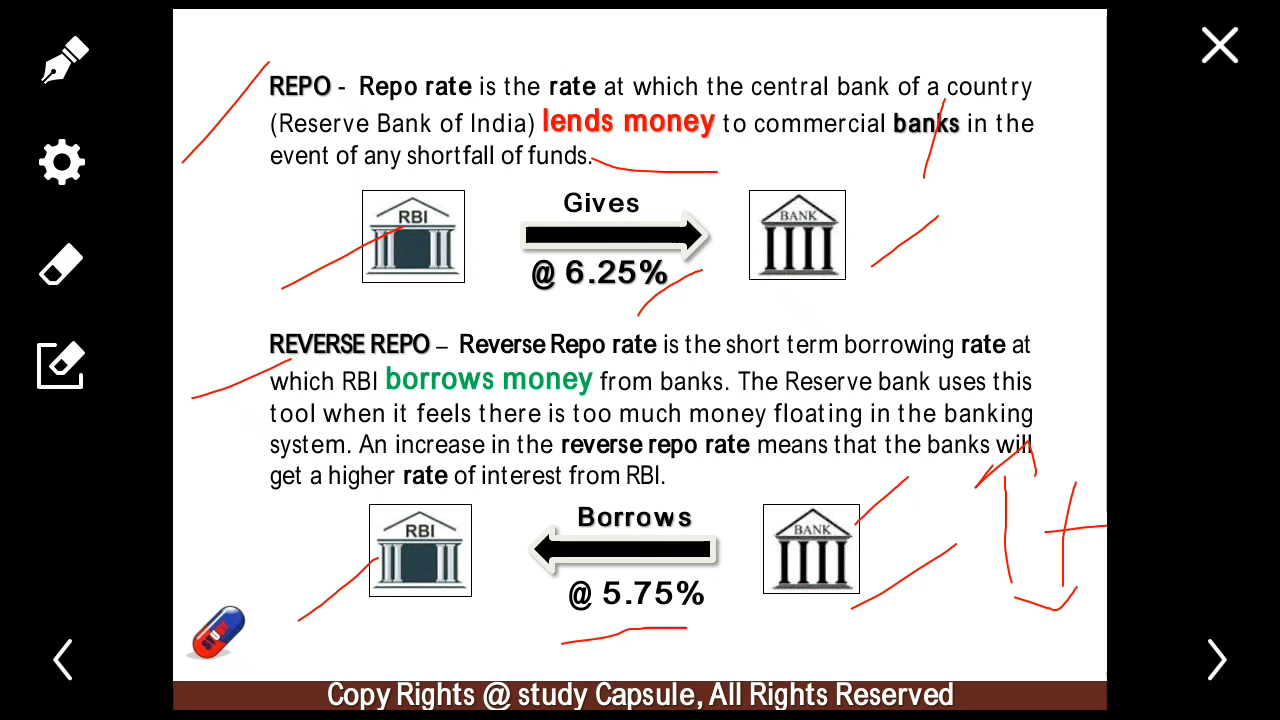 REPO - Repo rate is the rate at which the central bank of a country
(Reserve Bank of India) lends money to commercial banks in the
event of any shortfall of funds.
RBI
Gives
BANK
@ 6.25%
REVERSE REPO – Reverse Repo rate is the short term borrowing rate at
which RBI borrows money from banks. The Reserve bank uses this
tool when it feels there is too much money floating in the banking
system. An increase in the reverse repo rate means that the banks will
get a higher rate of interest from RBI.
RBI
Borrows
BANK
@ 5.75%
STUDY
Copy Rights @ study Capsule, All Rights Reserved